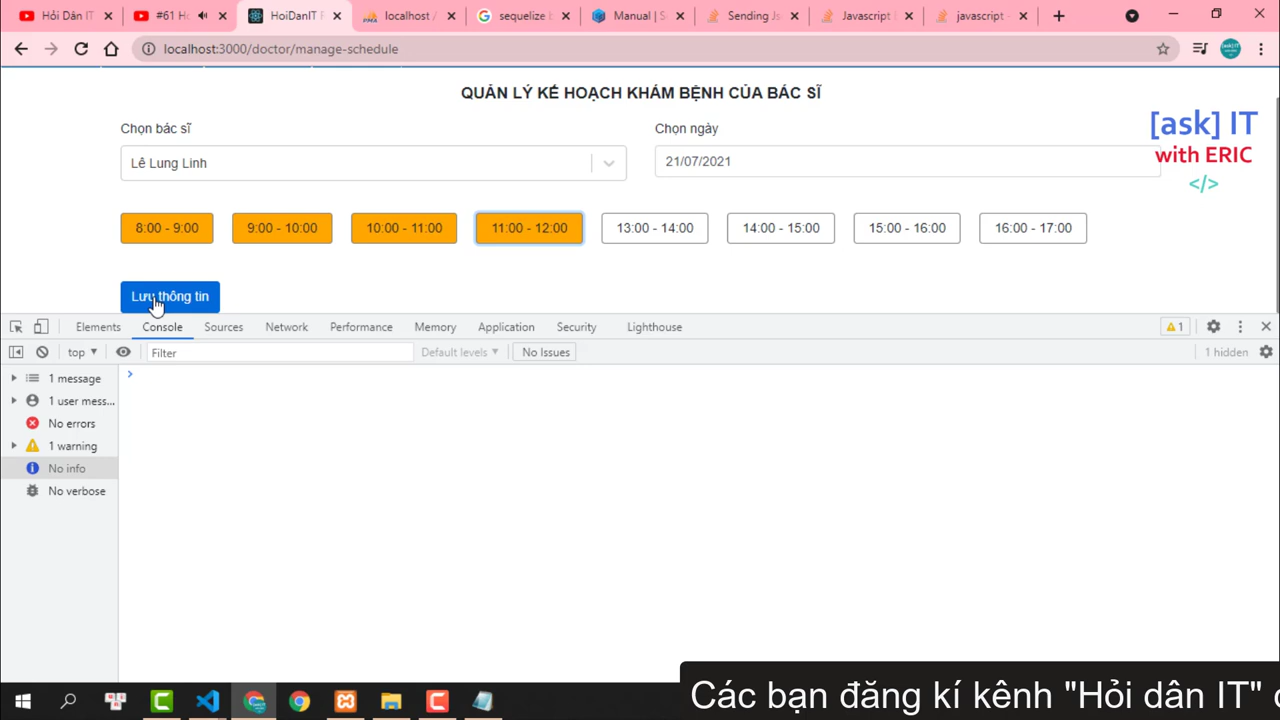 Hỏi Dân IT
#61 Ho
HoiDanIT F
localhost /
sequelize b
Manual | S
Sending Js
Javascript
javascript -
localhost:3000/doctor/manage-schedule
QUẢN LÝ KẾ HOẠCH KHÁM BỆNH CỦA BÁC SĨ
[ask] IT
with ERIC
</>
Chọn bác sĩ
Chọn ngày
Lê Lung Linh
21/07/2021
8:00 - 9:00
9:00 - 10:00
10:00 - 11:00
11:00 - 12:00
13:00 - 14:00
14:00 - 15:00
15:00 - 16:00
16:00 - 17:00
Lưu thông tin
Elements
Console
Sources
Network
Performance
Memory
Application
Security
Lighthouse
1
top
Filter
Default levels
No Issues
1 hidden
1 message
1 user mess...
No errors
1 warning
No info
No verbose
Các bạn đăng kí kênh "Hỏi dân IT"